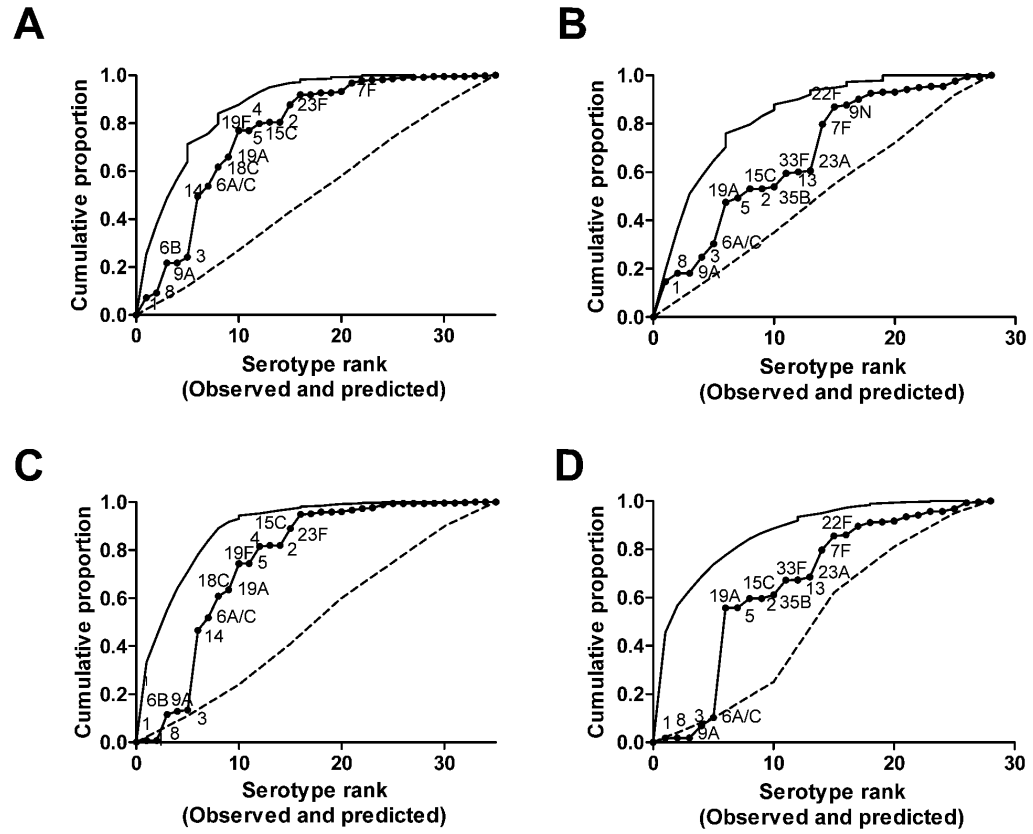 A
Cumulative proportion
1.0
0.8
0.6
0.4
0.2
0.0
0
10
20
30
1
8
6B
9A
3
14
6A/C
18C
19A
19F
5
4
15C
2
23F
7F
Serotype rank
(Observed and predicted)
B
Cumulative proportion
1.0
0.8
0.6
0.4
0.2
0.0
0
10
20
30
1
8
9A
3
6A/C
19A
5
15C
2
35B
33F
13
23A
7F
22F
9N
Serotype rank
(Observed and predicted)
C
Cumulative proportion
1.0
0.8
0.6
0.4
0.2
0.0
0
10
20
30
1
8
6B
9A
3
14
6A/C
18C
19A
19F
5
4
15C
2
23F
Serotype rank
(Observed and predicted)
D
Cumulative proportion
1.0
0.8
0.6
0.4
0.2
0.0
0
10
20
30
1
8
9A
3
6A/C
19A
5
15C
2
35B
33F
13
23A
7F
22F
Serotype rank
(Observed and predicted)